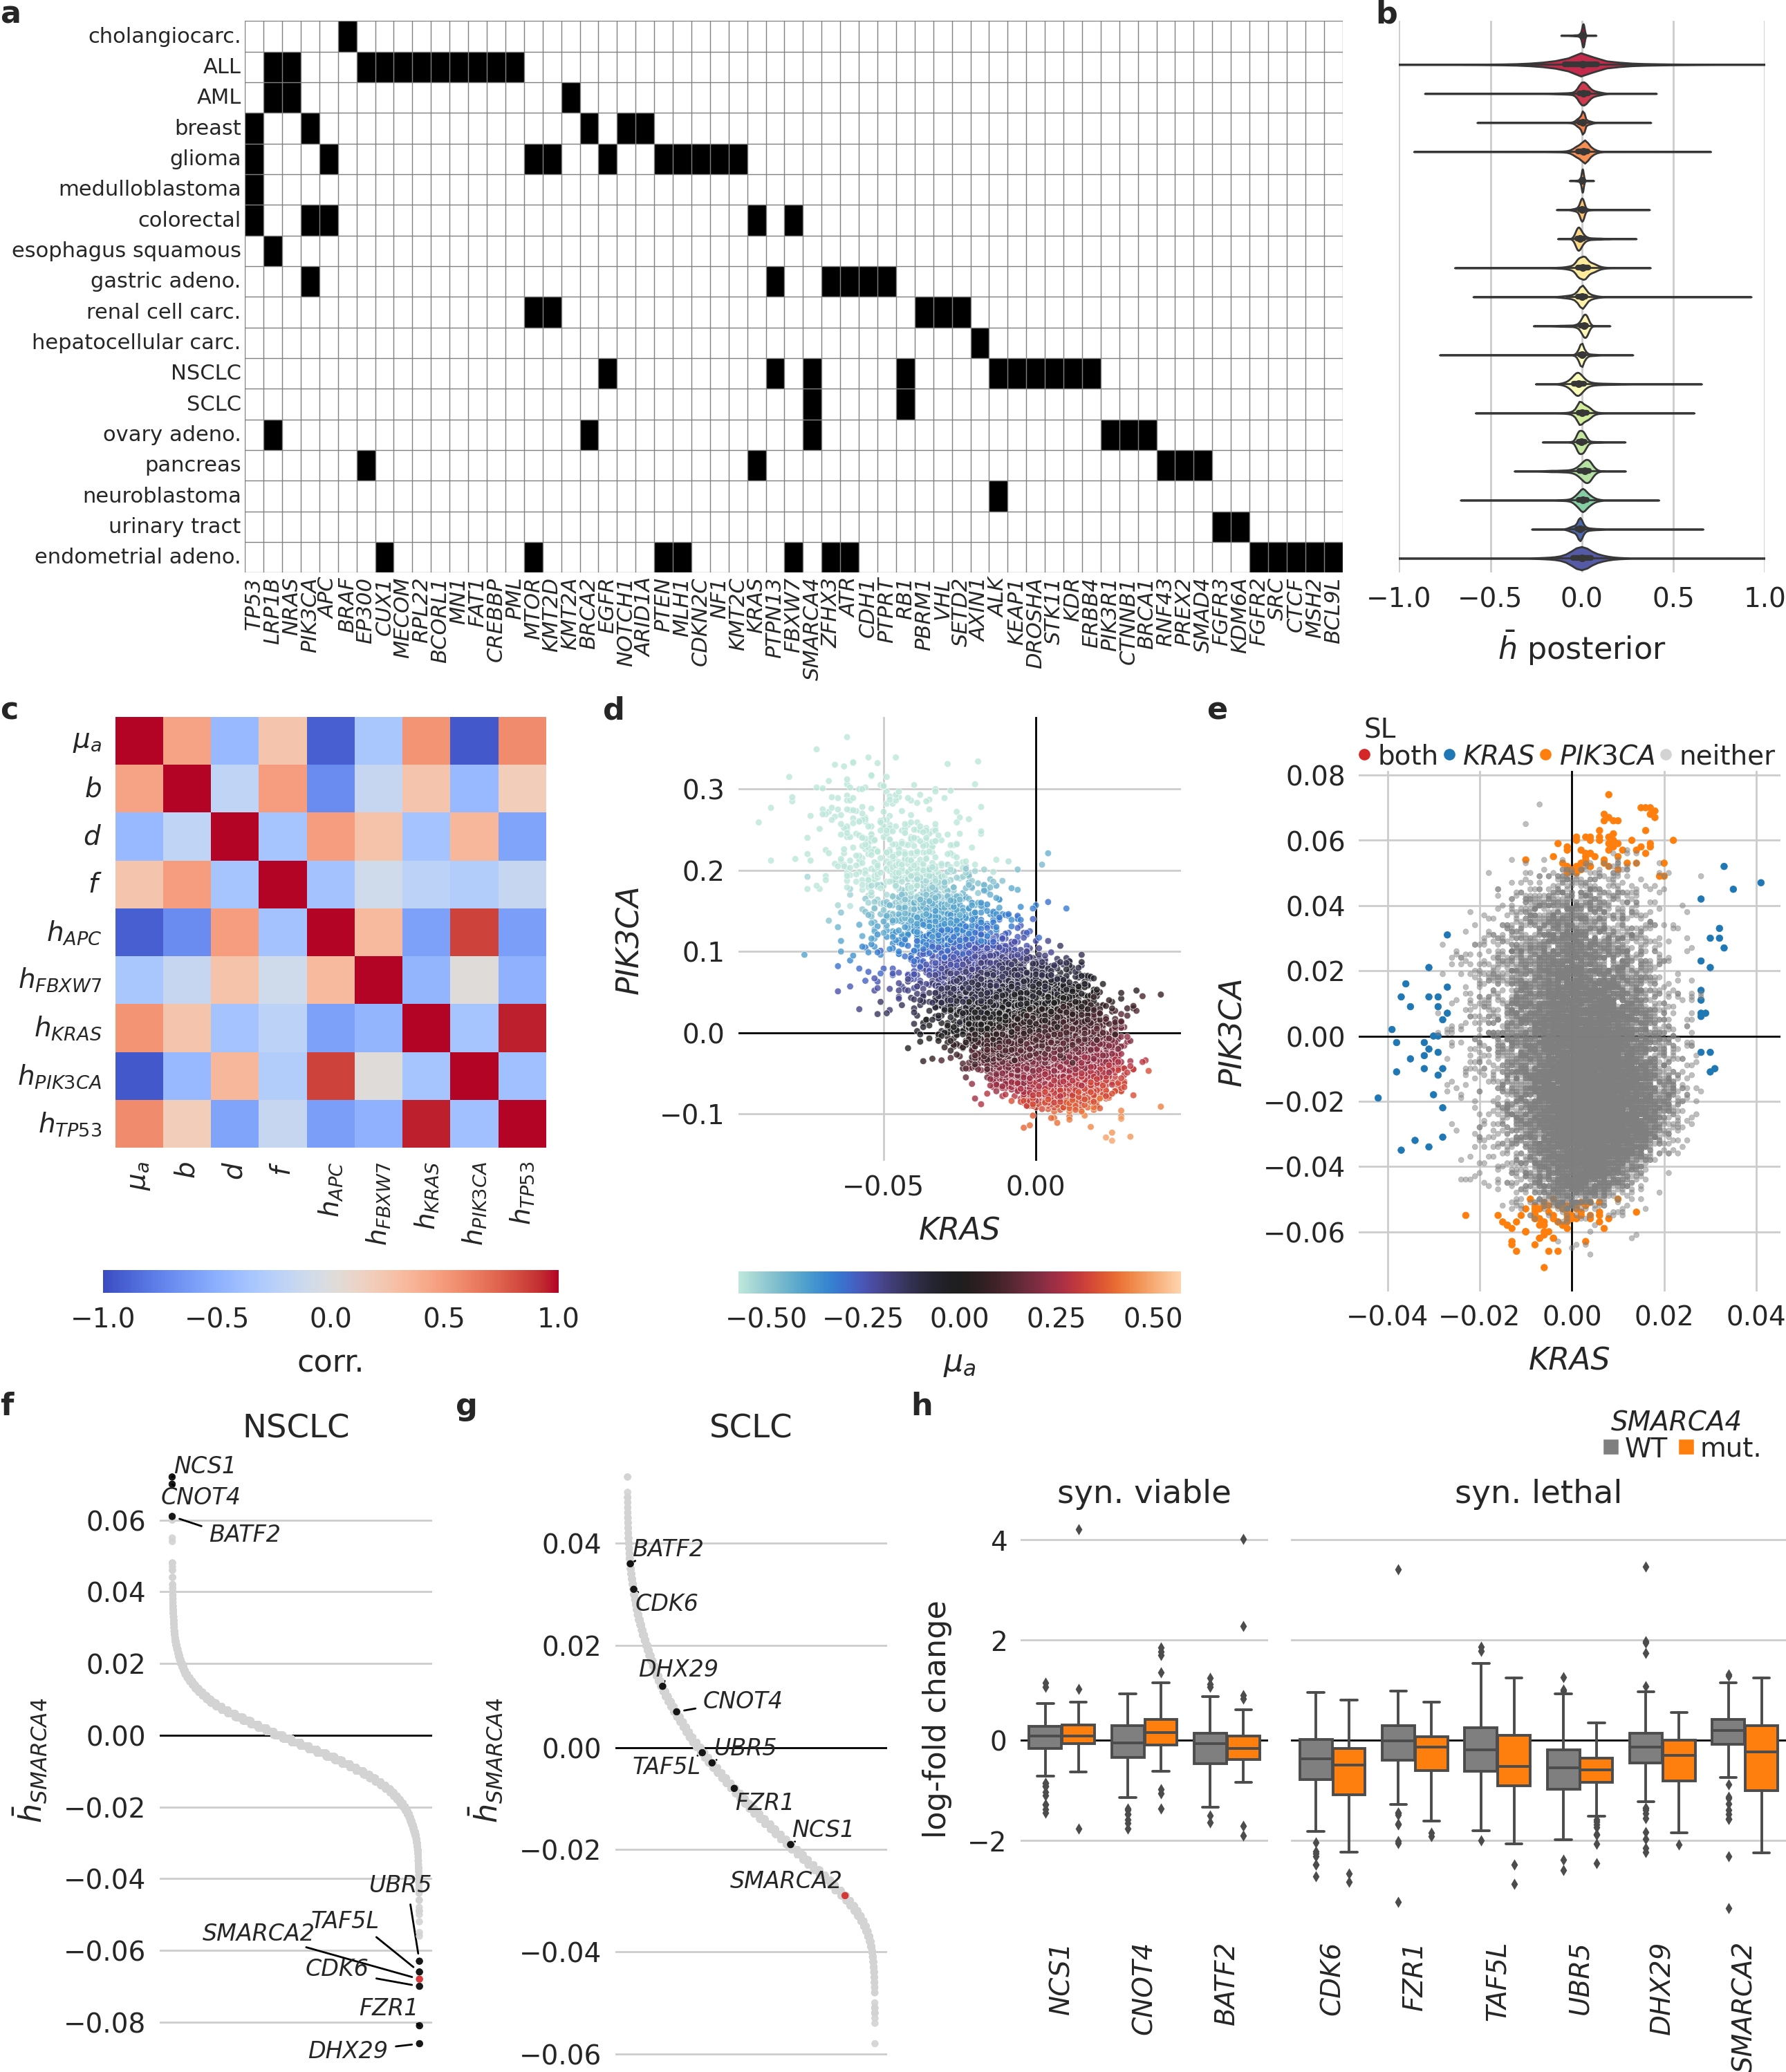 a
cholangiocarc.
ALL
AML
breast
glioma
medulloblastoma
colorectal
esophagus squamous
gastric adeno.
renal cell carc.
hepatocellular carc.
NSCLC
SCLC
ovary adeno.
pancreas
neuroblastoma
urinary tract
endometrial adeno.
TP53
LRP1B
NRAS
PIK3CA
APC
BRAF
EP300
CUX1
MECOM
RPL22
BCORL1
MN1
FAT1
CREBBP
PML
MTOR
KMT2D
KMT2A
BRCA2
EGFR
NOTCH1
ARID1A
PTEN
MLH1
CDKN2C
NF1
KMT2C
KRAS
PTPN13
FBXW7
SMARCA4
ZFHX3
ATR
CDH1
PTPRT
RB1
PBRM1
VHL
SETD2
AXIN1
ALK
KEAP1
DROSHA
STK11
KDR
ERBB4
PIK3R1
CTNNB1
BRCA1
RNF43
PREX2
SMAD4
FGFR3
KDM6A
FGFR2
SRC
CTCF
MSH2
BCL9L
b
−1.0 −0.5 0.0 0.5 1.0
h̄ posterior
c
μa
b
d
f
hAPC
hFBXW7
hKRAS
hPIK3CA
hTP53
μa
b
d
f
hAPC
hFBXW7
hKRAS
hPIK3CA
hTP53
−1.0 −0.5 0.0 0.5 1.0
corr.
d
PIK3CA
0.3
0.2
0.1
0.0
−0.1
−0.05 0.00
KRAS
−0.50 −0.25 0.00 0.25 0.50
μa
e
SL
both KRAS PIK3CA neither
PIK3CA
0.08
0.06
0.04
0.02
0.00
−0.02
−0.04
−0.06
−0.04 −0.02 0.00 0.02 0.04
KRAS
f
NSCLC
h̄SMARCA4
0.06
0.04
0.02
0.00
−0.02
−0.04
−0.06
−0.08
NCS1
CNOT4
BATF2
UBR5
TAF5L
SMARCA2
CDK6
FZR1
DHX29
g
SCLC
h̄SMARCA4
0.04
0.02
0.00
−0.02
−0.04
−0.06
BATF2
CDK6
DHX29
CNOT4
UBR5
TAF5L
FZR1
NCS1
SMARCA2
h
SMARCA4
WT mut.
syn. viable
syn. lethal
log-fold change
4
2
0
−2
NCS1
CNOT4
BATF2
CDK6
FZR1
TAF5L
UBR5
DHX29
SMARCA2